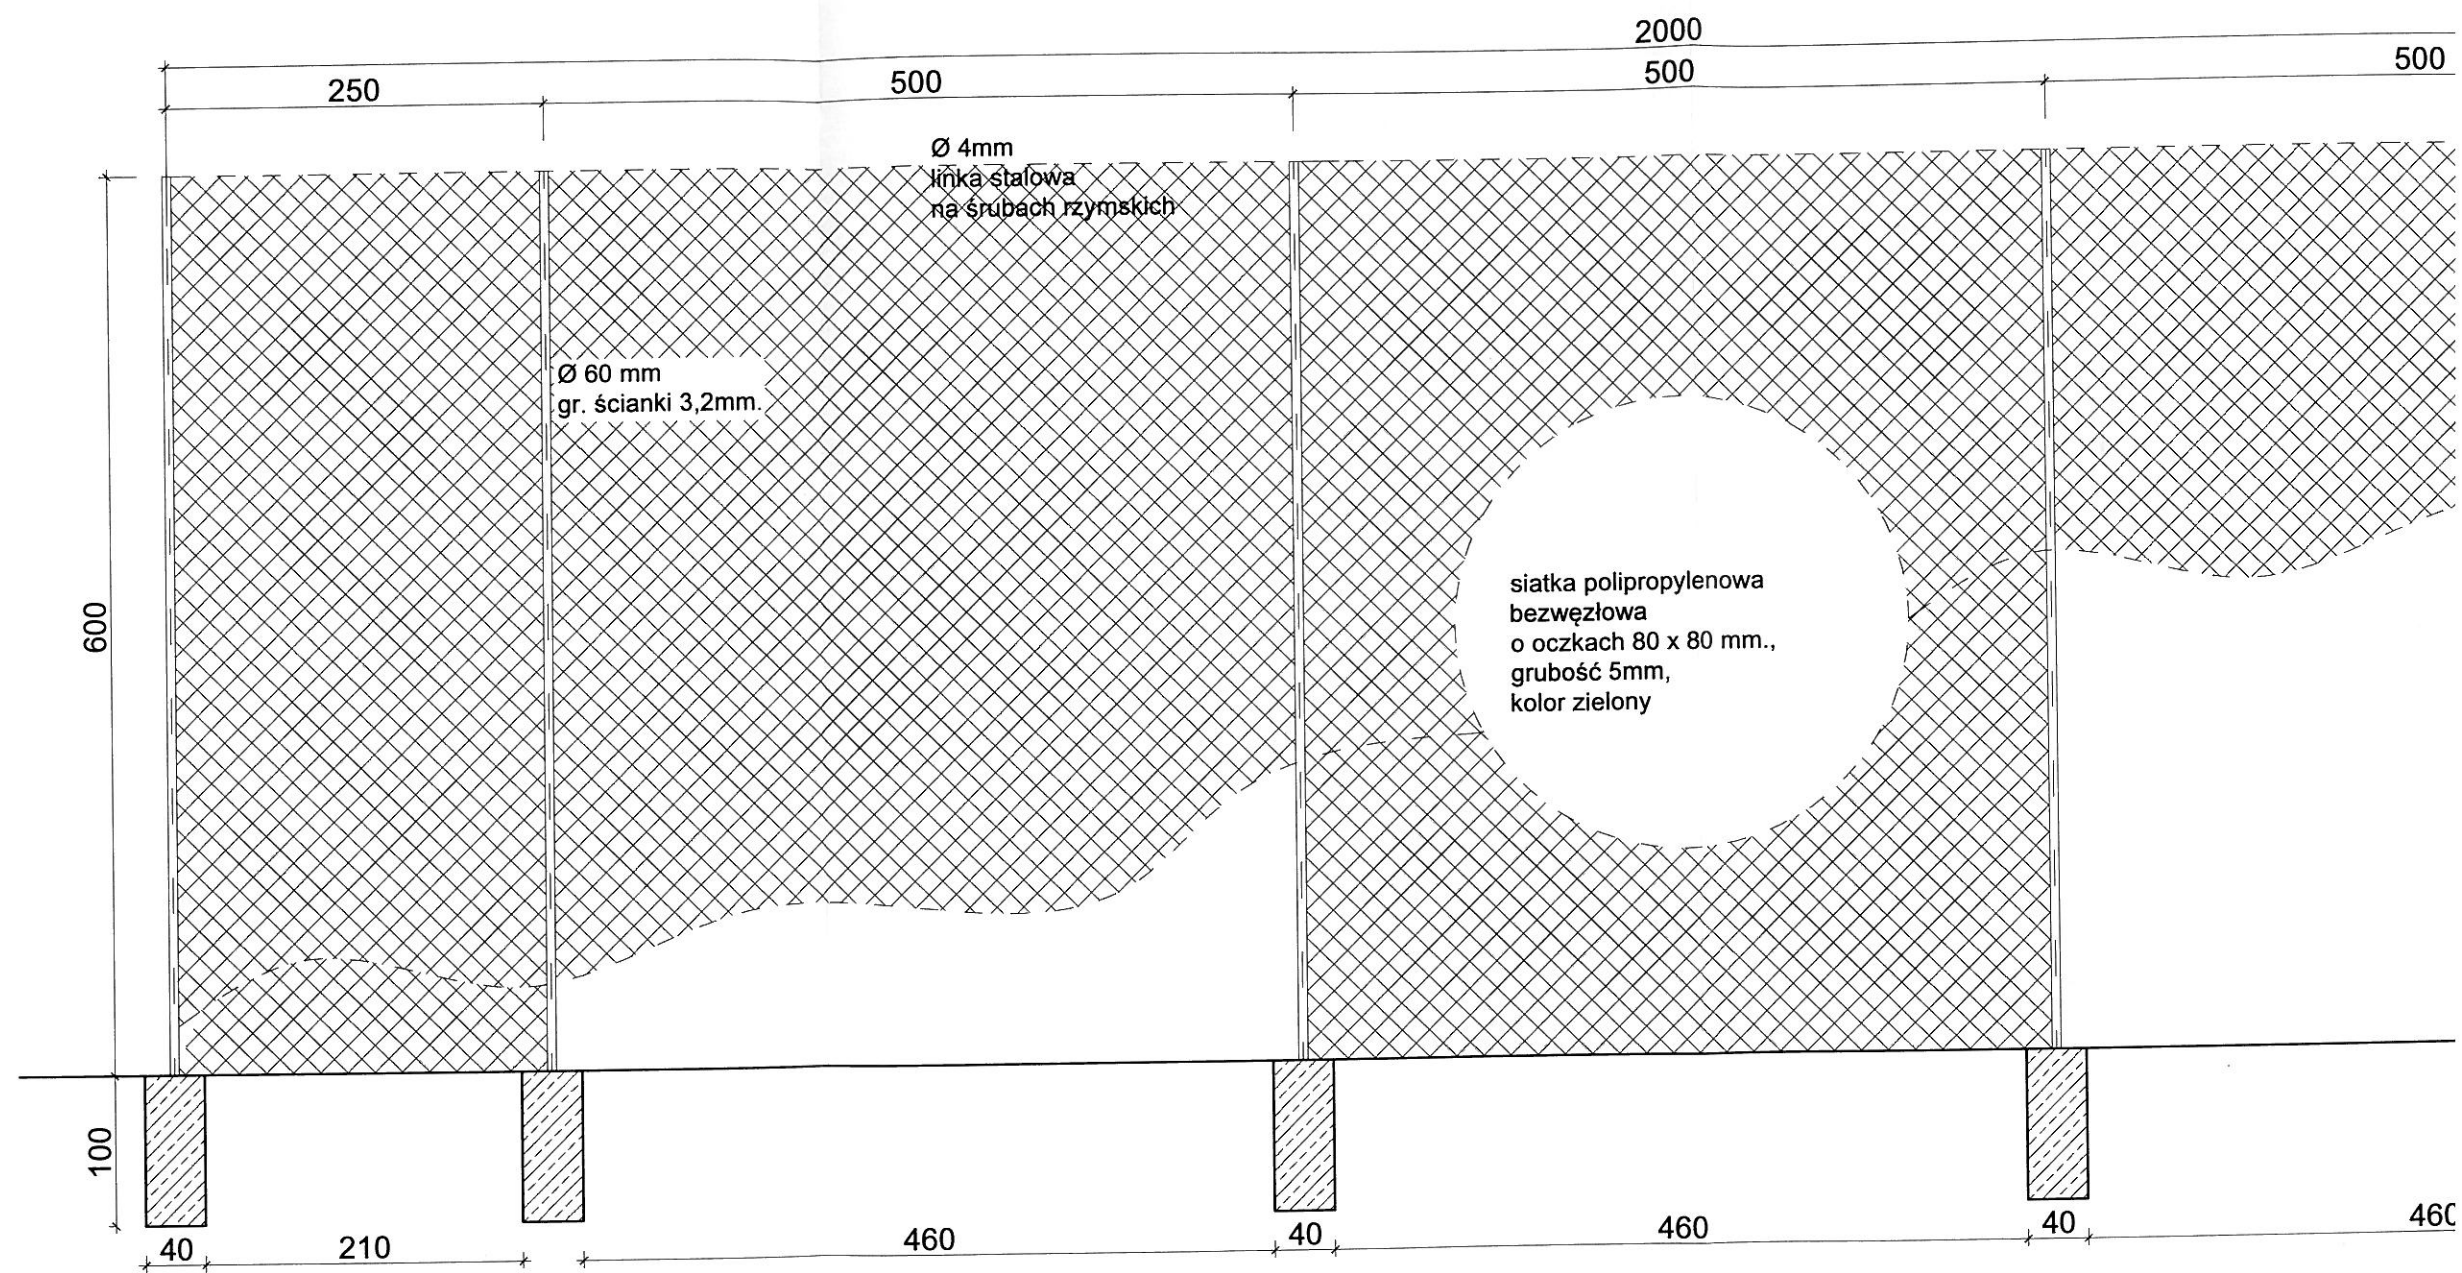 2000
250
500
500
500
Ø 4mm
linka stalowa
na śrubach rzymskich
Ø 60 mm
gr. ścianki 3,2mm.
600
siatka polipropylenowa
bezwęzłowa
o oczkach 80 x 80 mm.,
grubość 5mm,
kolor zielony
100
40
210
460
40
460
40
460